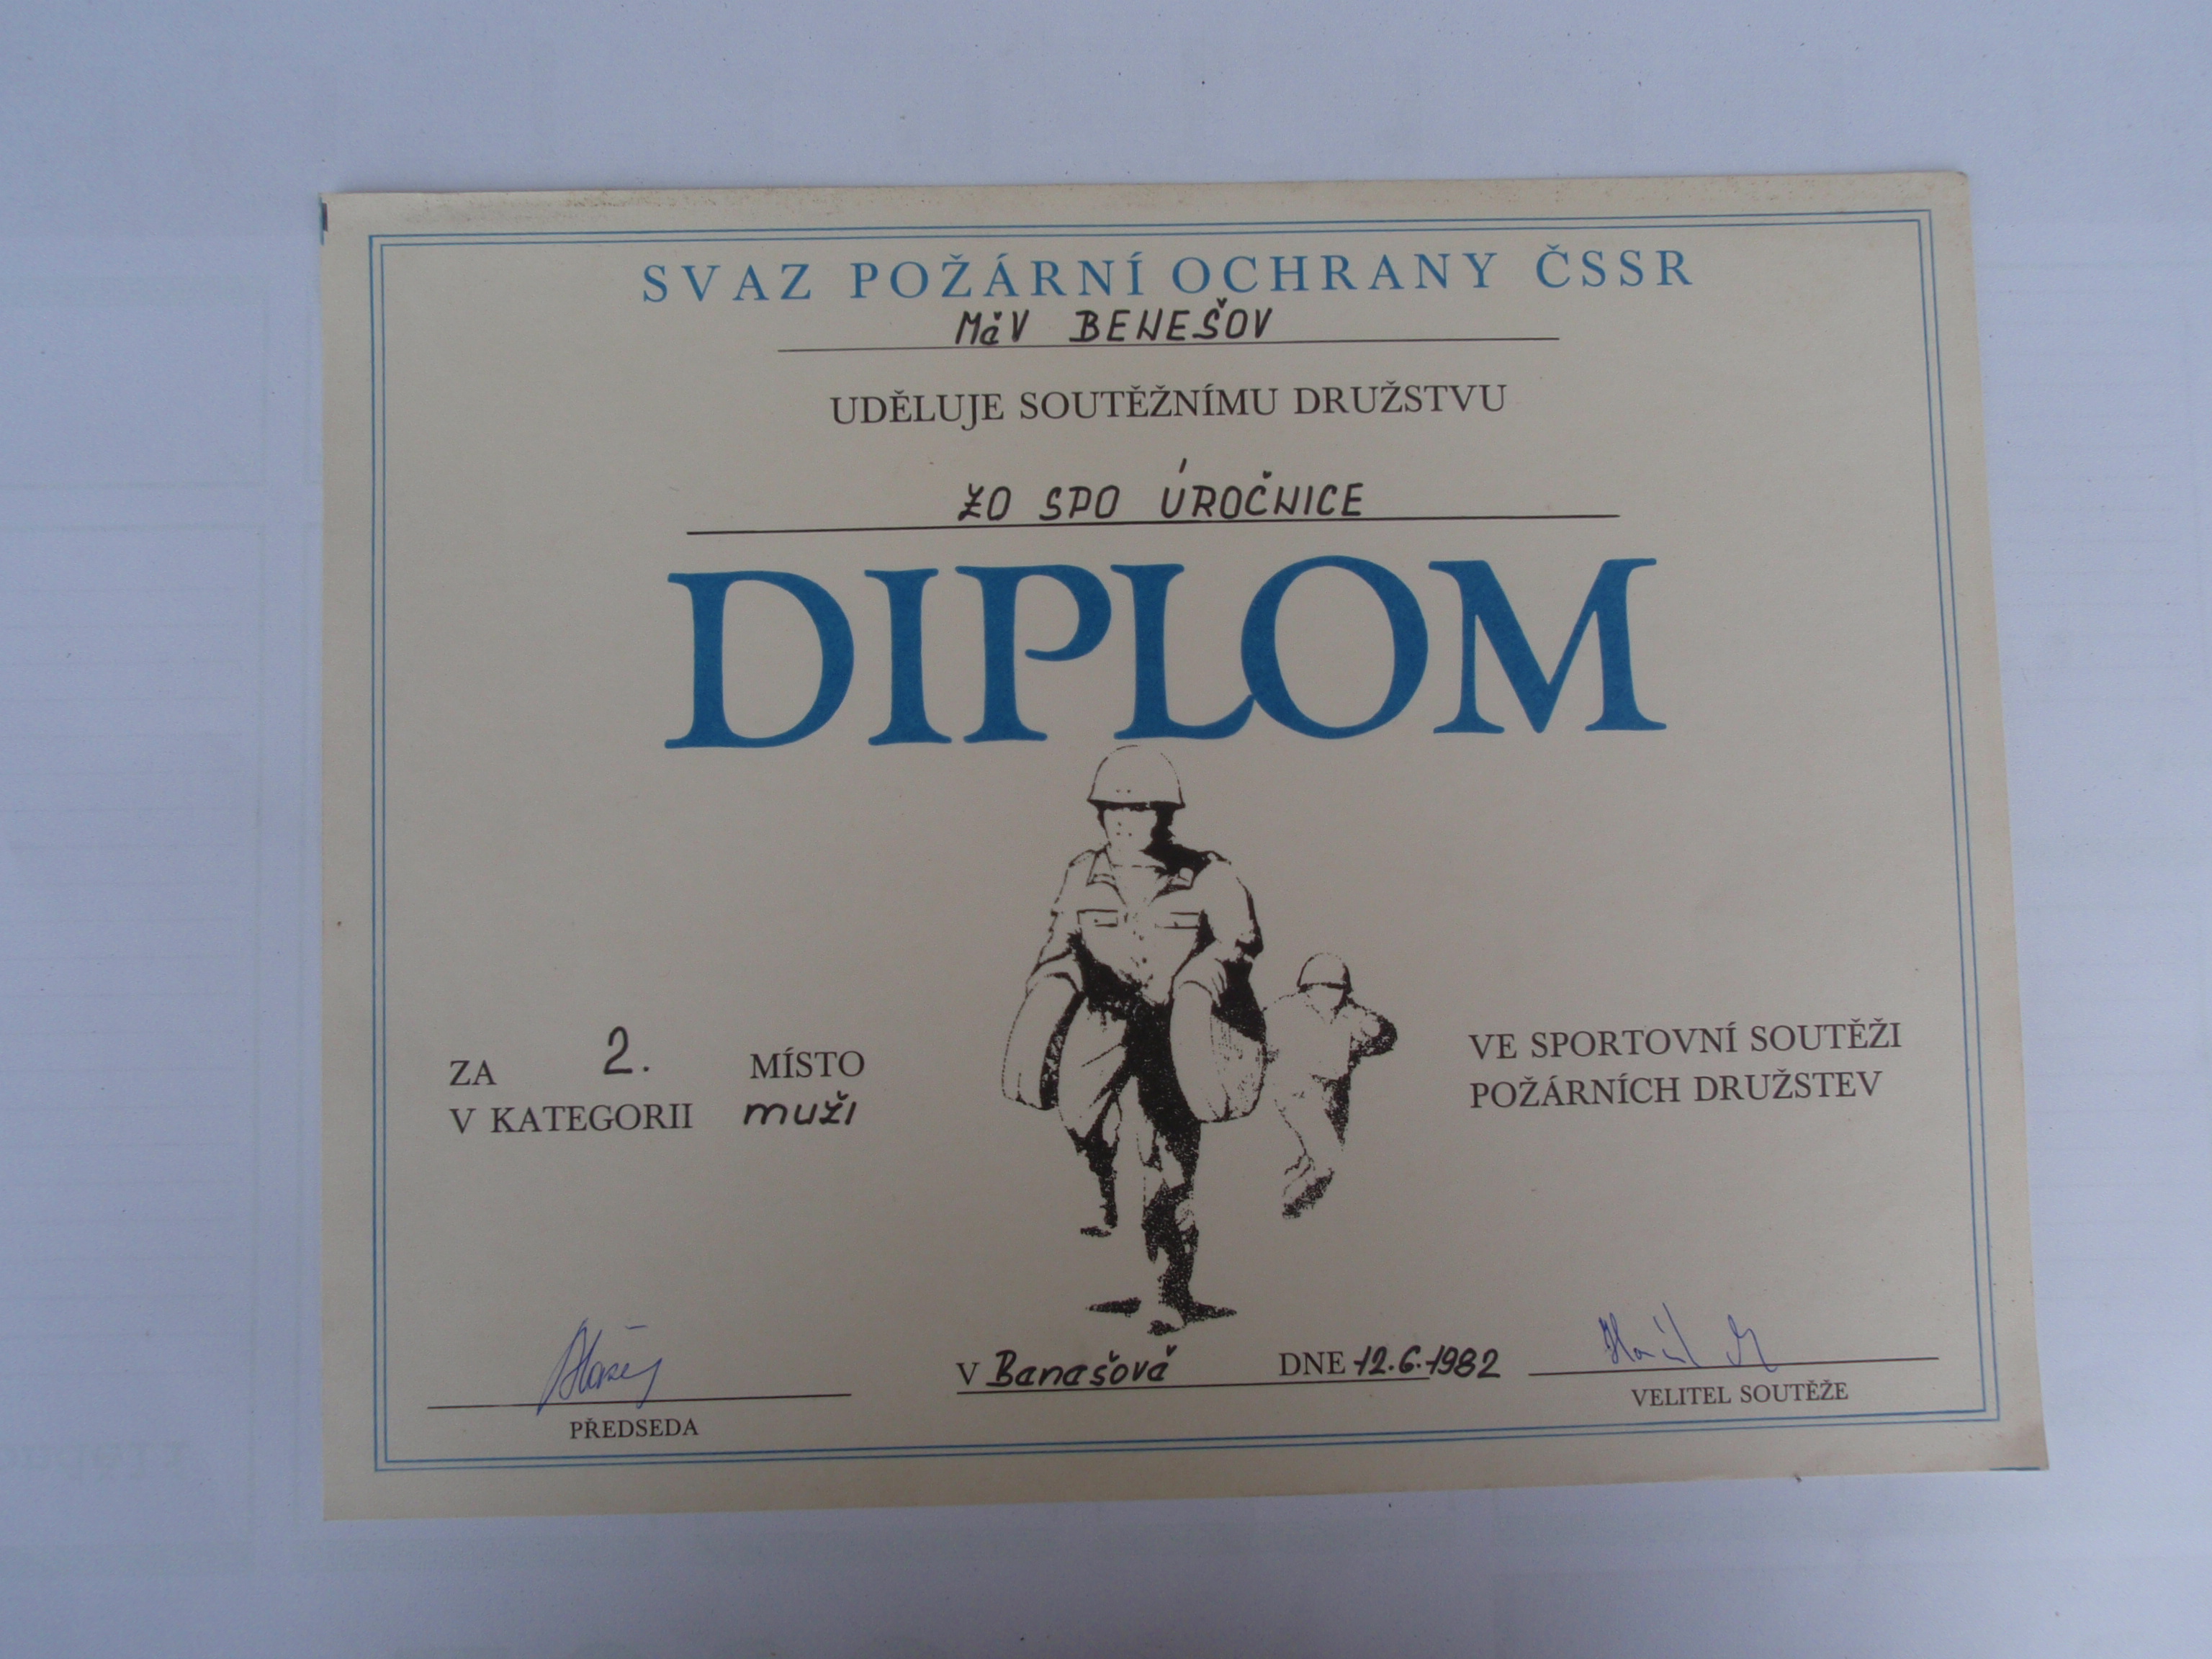 SVAZ POŽÁRNÍ OCHRANY ČSSR
MěV BENEŠOV
UDĚLUJE SOUTĚŽNÍMU DRUŽSTVU
ZO SPO ÚROČNICE
DIPLOM
ZA 2. MÍSTO
V KATEGORII muži
VE SPORTOVNÍ SOUTĚŽI
POŽÁRNÍCH DRUŽSTEV
V Benešově DNE 12.6.1982
PŘEDSEDA
VELITEL SOUTĚŽE